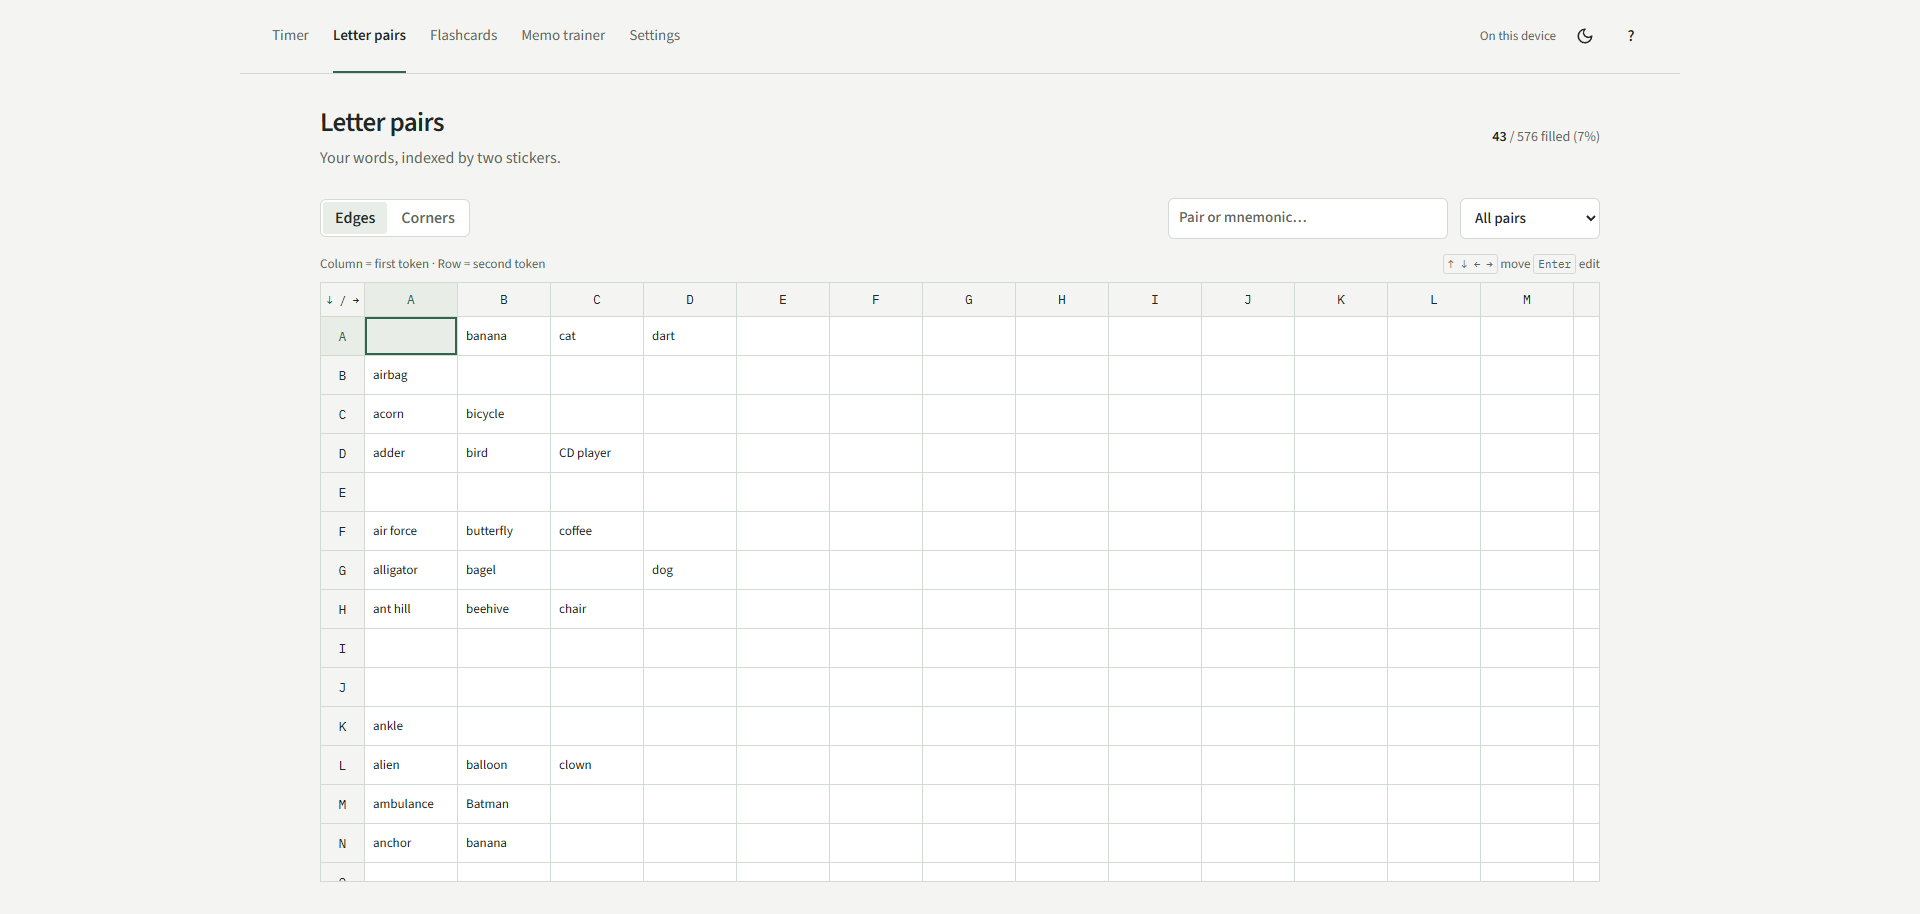 Timer Letter pairs Flashcards Memo trainer Settings On this device ?
Letter pairs
43 / 576 filled (7%)
Your words, indexed by two stickers.
Edges Corners Pair or mnemonic... All pairs
Column = first token · Row = second token ↑ ↓ ← → move Enter edit
↓ / → A B C D E F G H I J K L M
A banana cat dart
B airbag
C acorn bicycle
D adder bird CD player
E
F air force butterfly coffee
G alligator bagel dog
H ant hill beehive chair
I
J
K ankle
L alien balloon clown
M ambulance Batman
N anchor banana